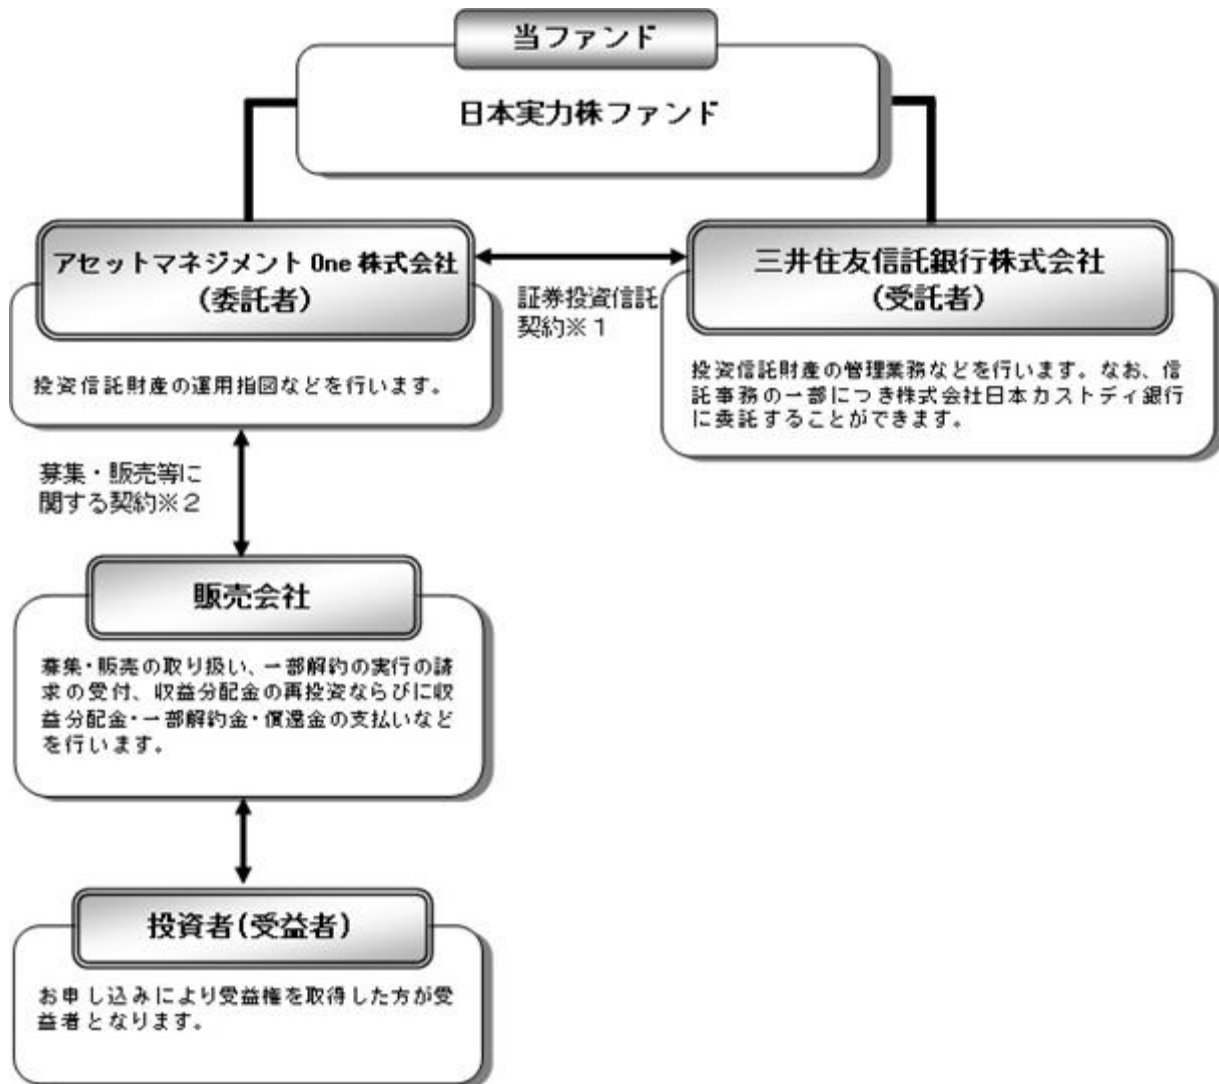 当ファンド
日本実力株ファンド
アセットマネジメント One 株式会社
(委託者)
投資信託財産の運用指図などを行います。
証券投資信託
契約※１
三井住友信託銀行株式会社
(受託者)
投資信託財産の管理業務などを行います。なお、信
託事務の一部につき株式会社日本カストディ銀行
に委託することができます。
募集・販売等に
関する契約※２
販売会社
募集・販売の取り扱い、一部解約の実行の請
求の受付、収益分配金の再投資ならびに収
益分配金・一部解約金・償還金の支払いなど
を行います。
投資者(受益者)
お申し込みにより受益権を取得した方が受
益者となります。